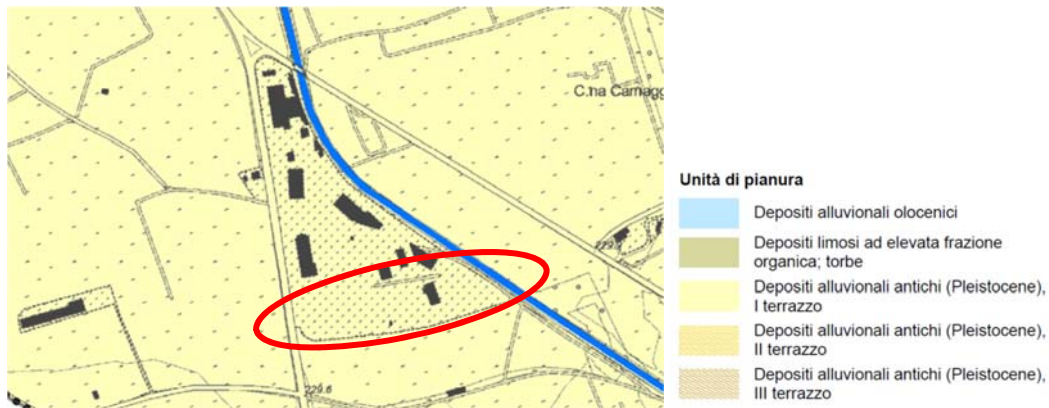 C.na Camagg
229.
229.6
Unità di pianura
Depositi alluvionali olocenici
Depositi limosi ad elevata frazione
organica; torbe
Depositi alluvionali antichi (Pleistocene),
I terrazzo
Depositi alluvionali antichi (Pleistocene),
II terrazzo
Depositi alluvionali antichi (Pleistocene),
III terrazzo